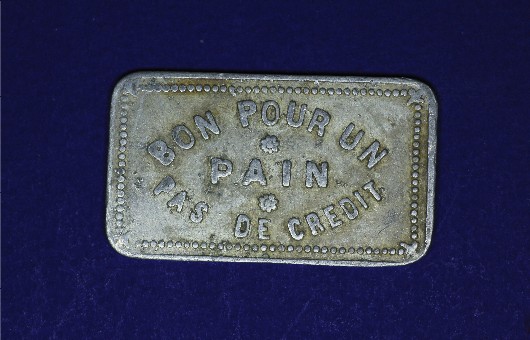 BON POUR UN
PAIN
PAS DE CREDIT